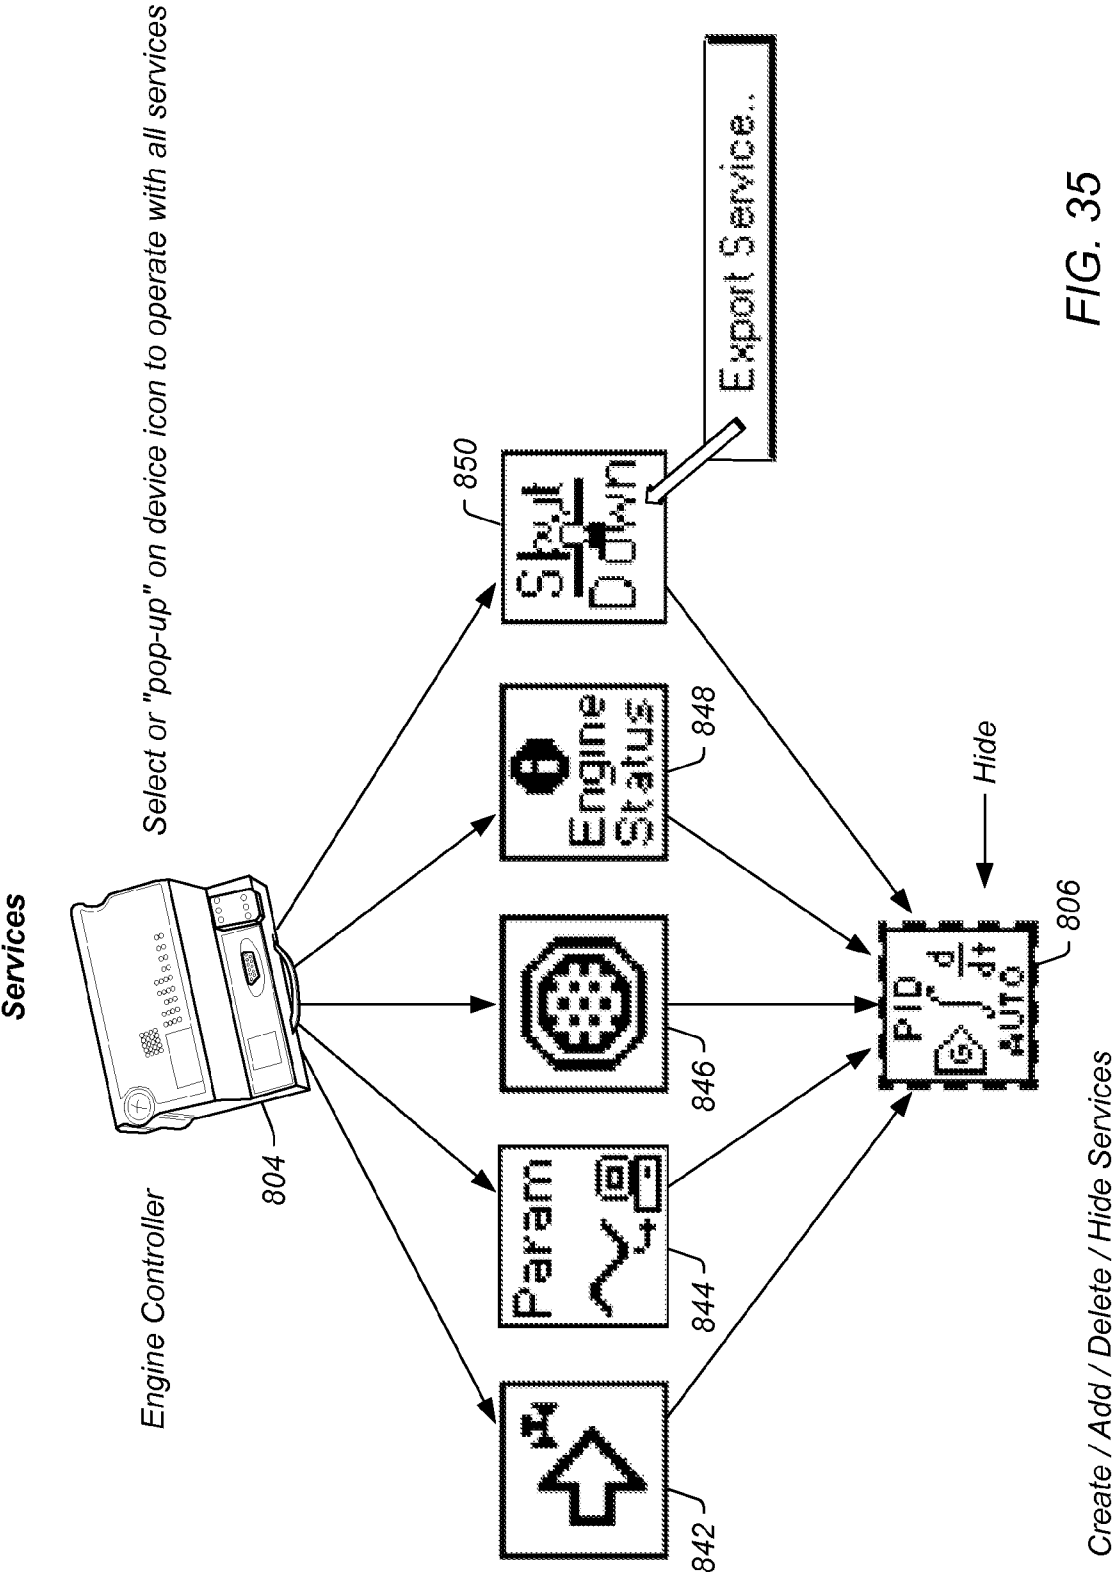 Services
Engine Controller
Select or "pop-up" on device icon to operate with all services
804
850
Param
Engine
Status
Shut
Down
842
844
846
848
Export Service..
PID
d
dt
G
AUTO
806
Hide
Create / Add / Delete / Hide Services
FIG. 35